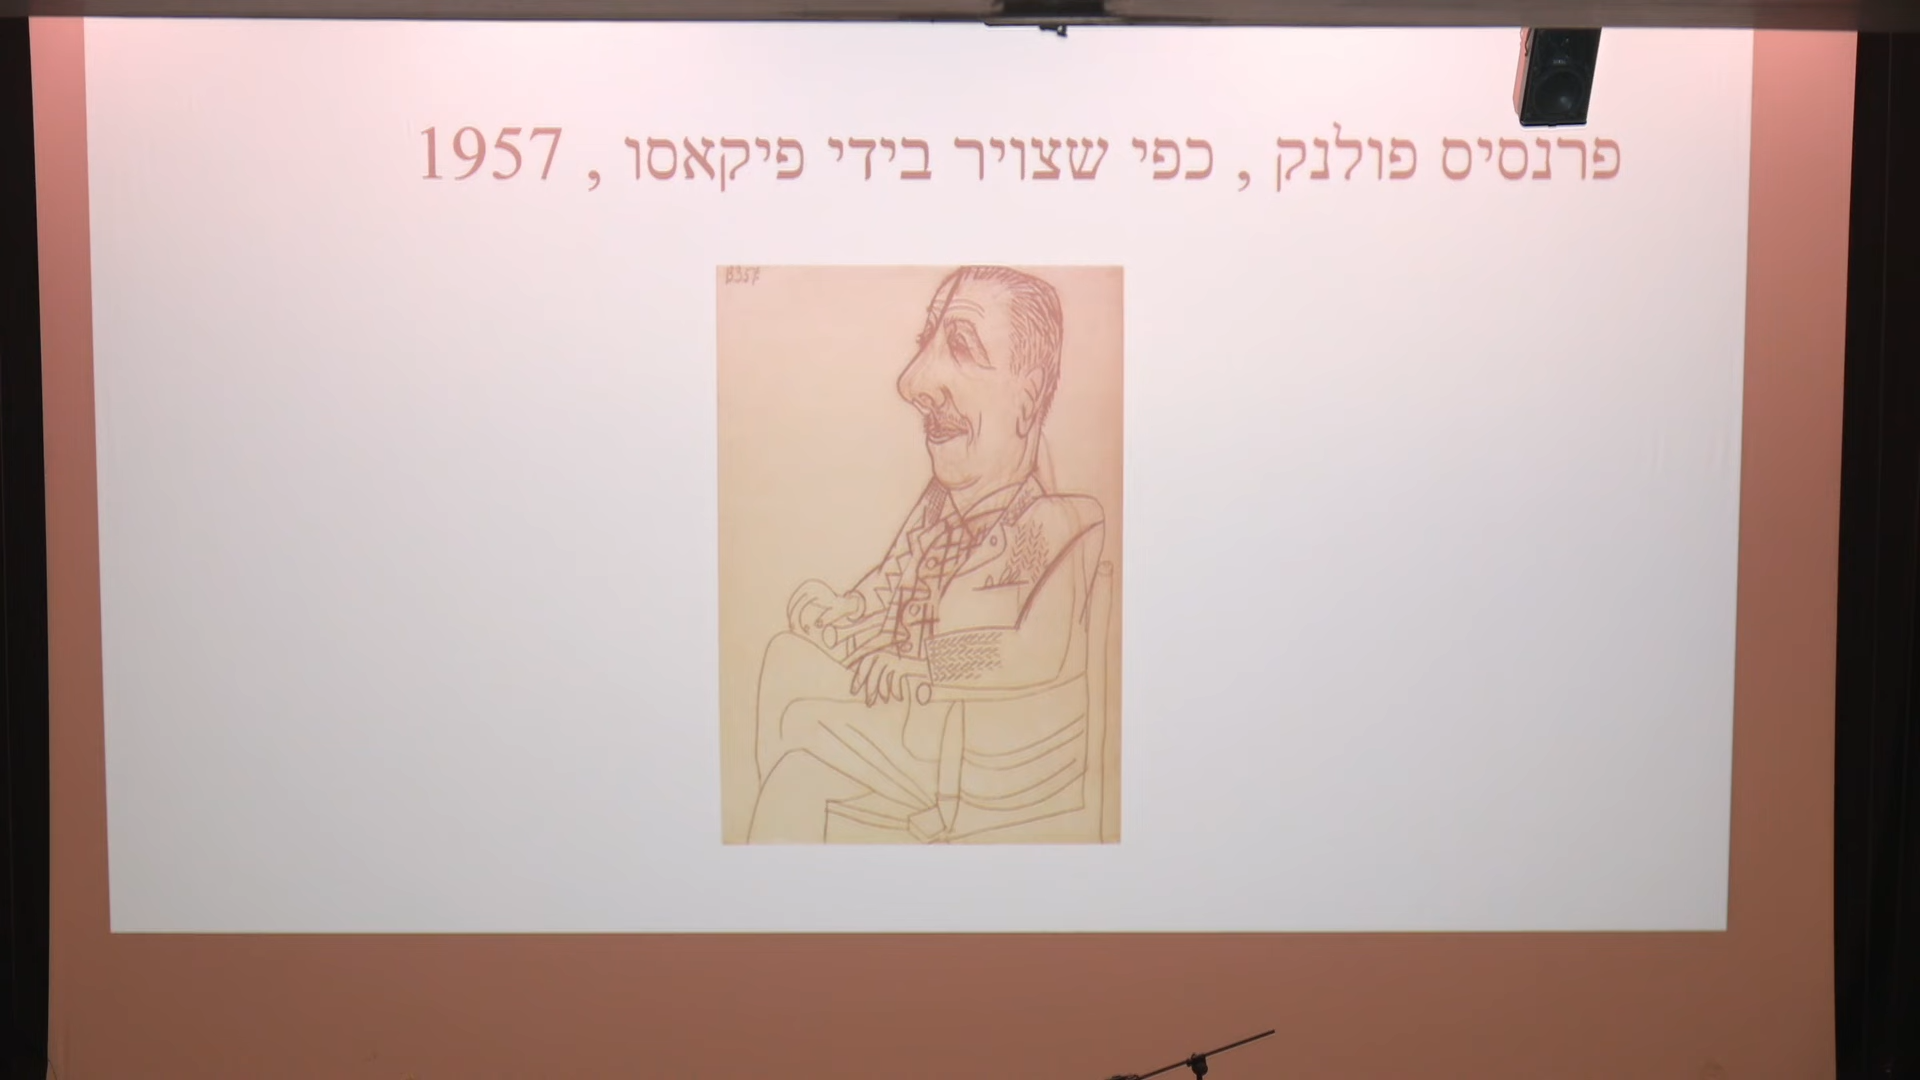 פרנסיס פולנק , כפי שצויר בידי פיקאסו , 1957